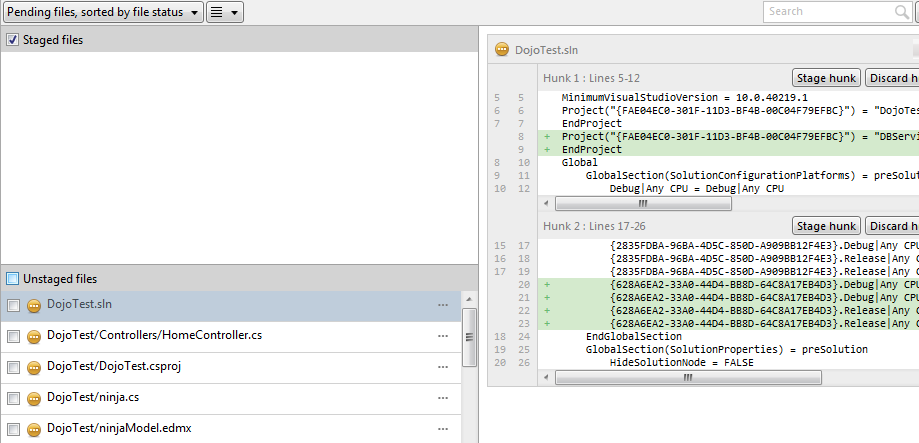 Pending files, sorted by file status
Search
Staged files
Unstaged files
DojoTest.sln
DojoTest/Controllers/HomeController.cs
DojoTest/DojoTest.csproj
DojoTest/ninja.cs
DojoTest/ninjaModel.edmx
DojoTest.sln
Hunk 1 : Lines 5-12
Stage hunk
Discard h
5 5 MinimumVisualStudioVersion = 10.0.40219.1
6 6 Project("{FAE04EC0-301F-11D3-BF4B-00C04F79EFBC}") = "DojoTe
7 7 EndProject
8 + Project("{FAE04EC0-301F-11D3-BF4B-00C04F79EFBC}") = "DBServi
9 + EndProject
8 10 Global
9 11 GlobalSection(SolutionConfigurationPlatforms) = preSolut
10 12 Debug|Any CPU = Debug|Any CPU
Hunk 2 : Lines 17-26
Stage hunk
Discard h
15 17 {2835FDBA-96BA-4D5C-850D-A909BB12F4E3}.Debug|Any CPU
16 18 {2835FDBA-96BA-4D5C-850D-A909BB12F4E3}.Release|Any C
17 19 {2835FDBA-96BA-4D5C-850D-A909BB12F4E3}.Release|Any C
20 + {628A6EA2-33A0-44D4-BB8D-64C8A17EB4D3}.Debug|Any CPU
21 + {628A6EA2-33A0-44D4-BB8D-64C8A17EB4D3}.Debug|Any CPU
22 + {628A6EA2-33A0-44D4-BB8D-64C8A17EB4D3}.Release|Any C
23 + {628A6EA2-33A0-44D4-BB8D-64C8A17EB4D3}.Release|Any C
18 24 EndGlobalSection
19 25 GlobalSection(SolutionProperties) = preSolution
20 26 HideSolutionNode = FALSE